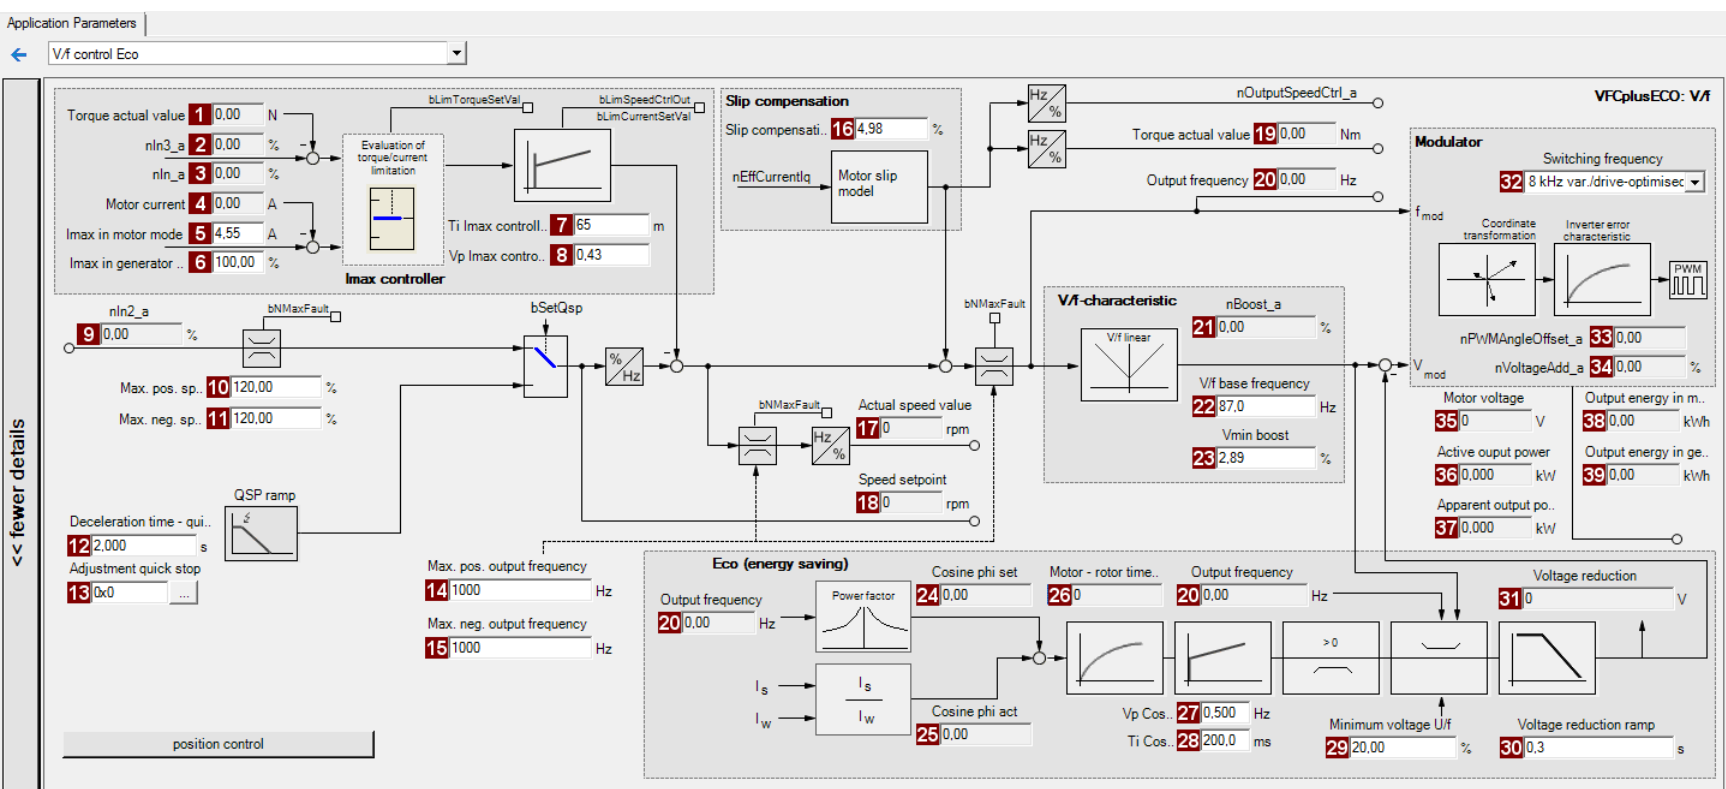 Application Parameters
V/f control Eco
<< fewer details
VFCplusECO: V/f
Torque actual value 1 0,00 N
nIn3_a 2 0,00 %
nIn_a 3 0,00 %
Motor current 4 0,00 A
Imax in motor mode 5 4,55 A
Imax in generator .. 6 100,00 %
bLimTorqueSetVal
Evaluation of
torque/current
limitation
bLimSpeedCtrlOut
bLimCurrentSetVal
Ti Imax controll.. 7 65 m
Vp Imax contro.. 8 0,43
Imax controller
Slip compensation
Slip compensati.. 16 4,98 %
nEffCurrentIq
Motor slip
model
Hz
%
Hz
%
nOutputSpeedCtrl_a
Torque actual value 19 0,00 Nm
Output frequency 20 0,00 Hz
Modulator
Switching frequency
32 8 kHz var./drive-optimisec
fmod
Coordinate
transformation
Inverter error
characteristic
PWM
nPWMAngleOffset_a 33 0,00
nVoltageAdd_a 34 0,00 %
Vmod
nIn2_a
9 0,00 %
bNMaxFault
Max. pos. sp.. 10 120,00 %
Max. neg. sp.. 11 120,00 %
bSetQsp
%
Hz
bNMaxFault
V/f-characteristic
V/f linear
nBoost_a
21 0,00 %
V/f base frequency
22 87,0 Hz
Vmin boost
23 2,89 %
bNMaxFault
Hz
%
Actual speed value
17 0 rpm
Speed setpoint
18 0 rpm
Motor voltage
35 0 V
Output energy in m..
38 0,00 kWh
Active ouput power
36 0,000 kW
Output energy in ge..
39 0,00 kWh
Apparent output po..
37 0,000 kW
QSP ramp
Deceleration time - qui..
12 2,000 s
Adjustment quick stop
13 0x0 ...
Max. pos. output frequency
14 1000 Hz
Max. neg. output frequency
15 1000 Hz
Eco (energy saving)
Output frequency
20 0,00 Hz
Power factor
Cosine phi set
24 0,00
Motor - rotor time..
26 0
Output frequency
20 0,00 Hz
Voltage reduction
31 0 V
>0
Is
Iw
Is
Iw
Cosine phi act
25 0,00
Vp Cos.. 27 0,500 Hz
Ti Cos.. 28 200,0 ms
Minimum voltage U/f
29 20,00 %
Voltage reduction ramp
30 0,3 s
position control